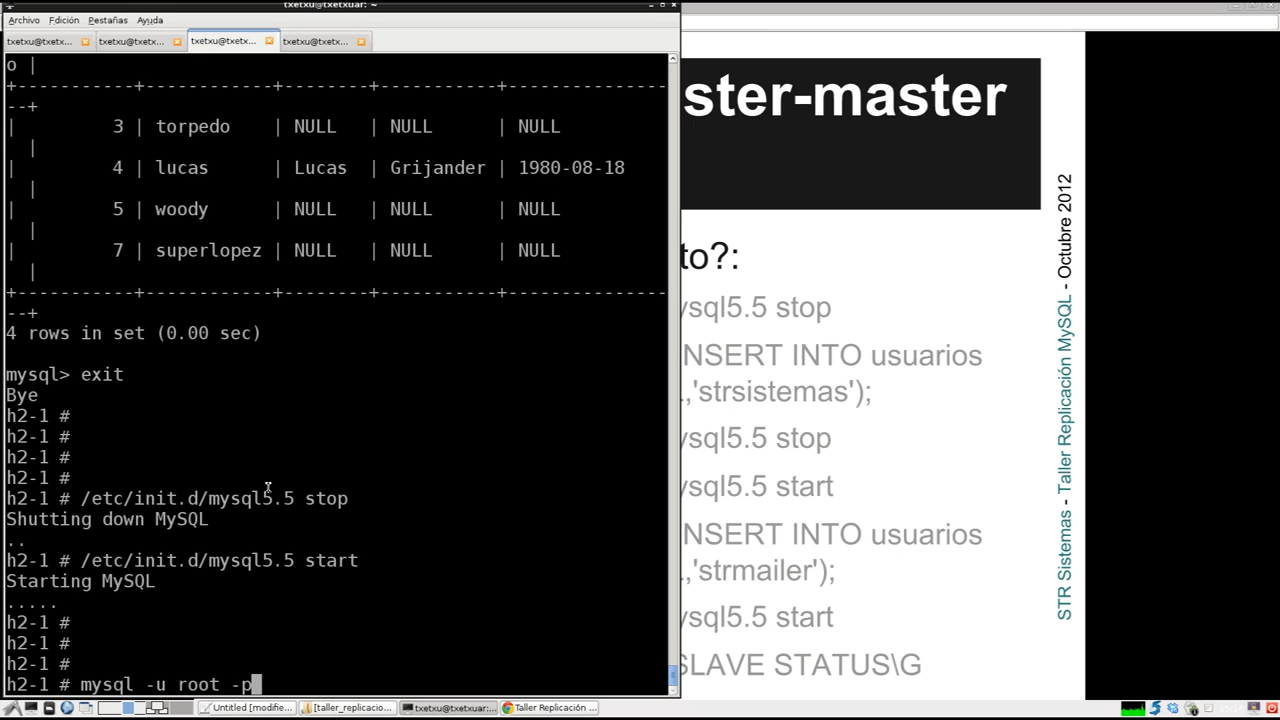 txetxu@txetxuar: ~
Archivo Edición Pestañas Ayuda
txetxu@txetx... txetxu@txetx... txetxu@txetx... txetxu@txetx...
o |
+-----------+------------+--------+-----------+---------------
--+
| 3 | torpedo | NULL | NULL | NULL
|
| 4 | lucas | Lucas | Grijander | 1980-08-18
|
| 5 | woody | NULL | NULL | NULL
|
| 7 | superlopez | NULL | NULL | NULL
|
+-----------+------------+--------+-----------+---------------
--+
4 rows in set (0.00 sec)
mysql> exit
Bye
h2-1 #
h2-1 #
h2-1 #
h2-1 #
h2-1 # /etc/init.d/mysql5.5 stop
Shutting down MySQL
..
h2-1 # /etc/init.d/mysql5.5 start
Starting MySQL
.....
h2-1 #
h2-1 #
h2-1 #
h2-1 # mysql -u root -p
ster-master
to?:
ysql5.5 stop
INSERT INTO usuarios
,'strsistemas');
ysql5.5 stop
ysql5.5 start
INSERT INTO usuarios
,'strmailer');
ysql5.5 start
SLAVE STATUS\G
STR Sistemas - Taller Replicación MySQL - Octubre 2012
Untitled [modifie... [taller_replicacio... txetxu@txetxuar:... Taller Replicación ...